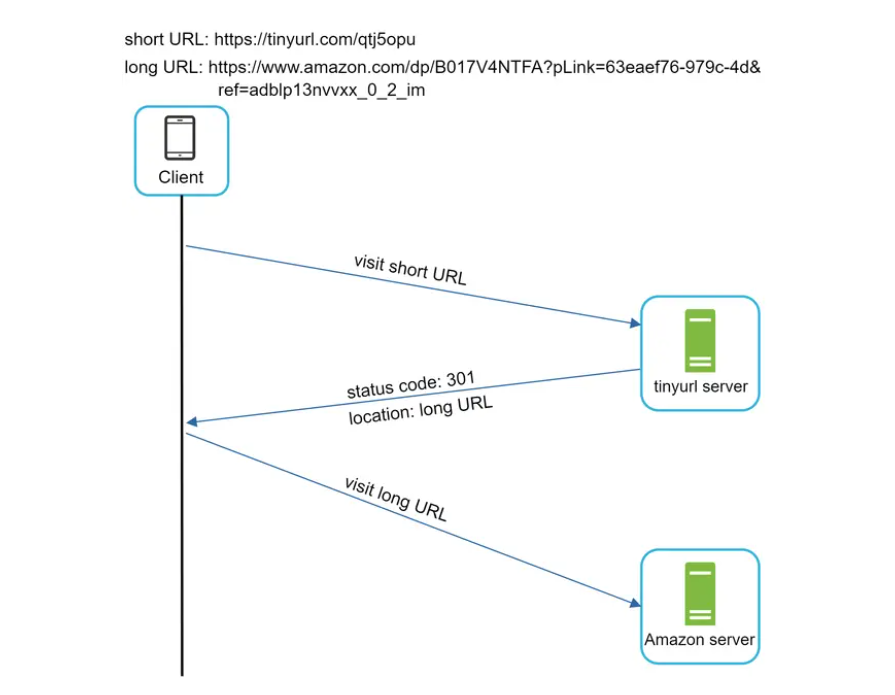 short URL: https://tinyurl.com/qtj5opu
long URL: https://www.amazon.com/dp/B017V4NTFA?pLink=63eaef76-979c-4d&
ref=adblp13nvvxx_0_2_im
Client
visit short URL
tinyurl server
status code: 301
location: long URL
visit long URL
Amazon server